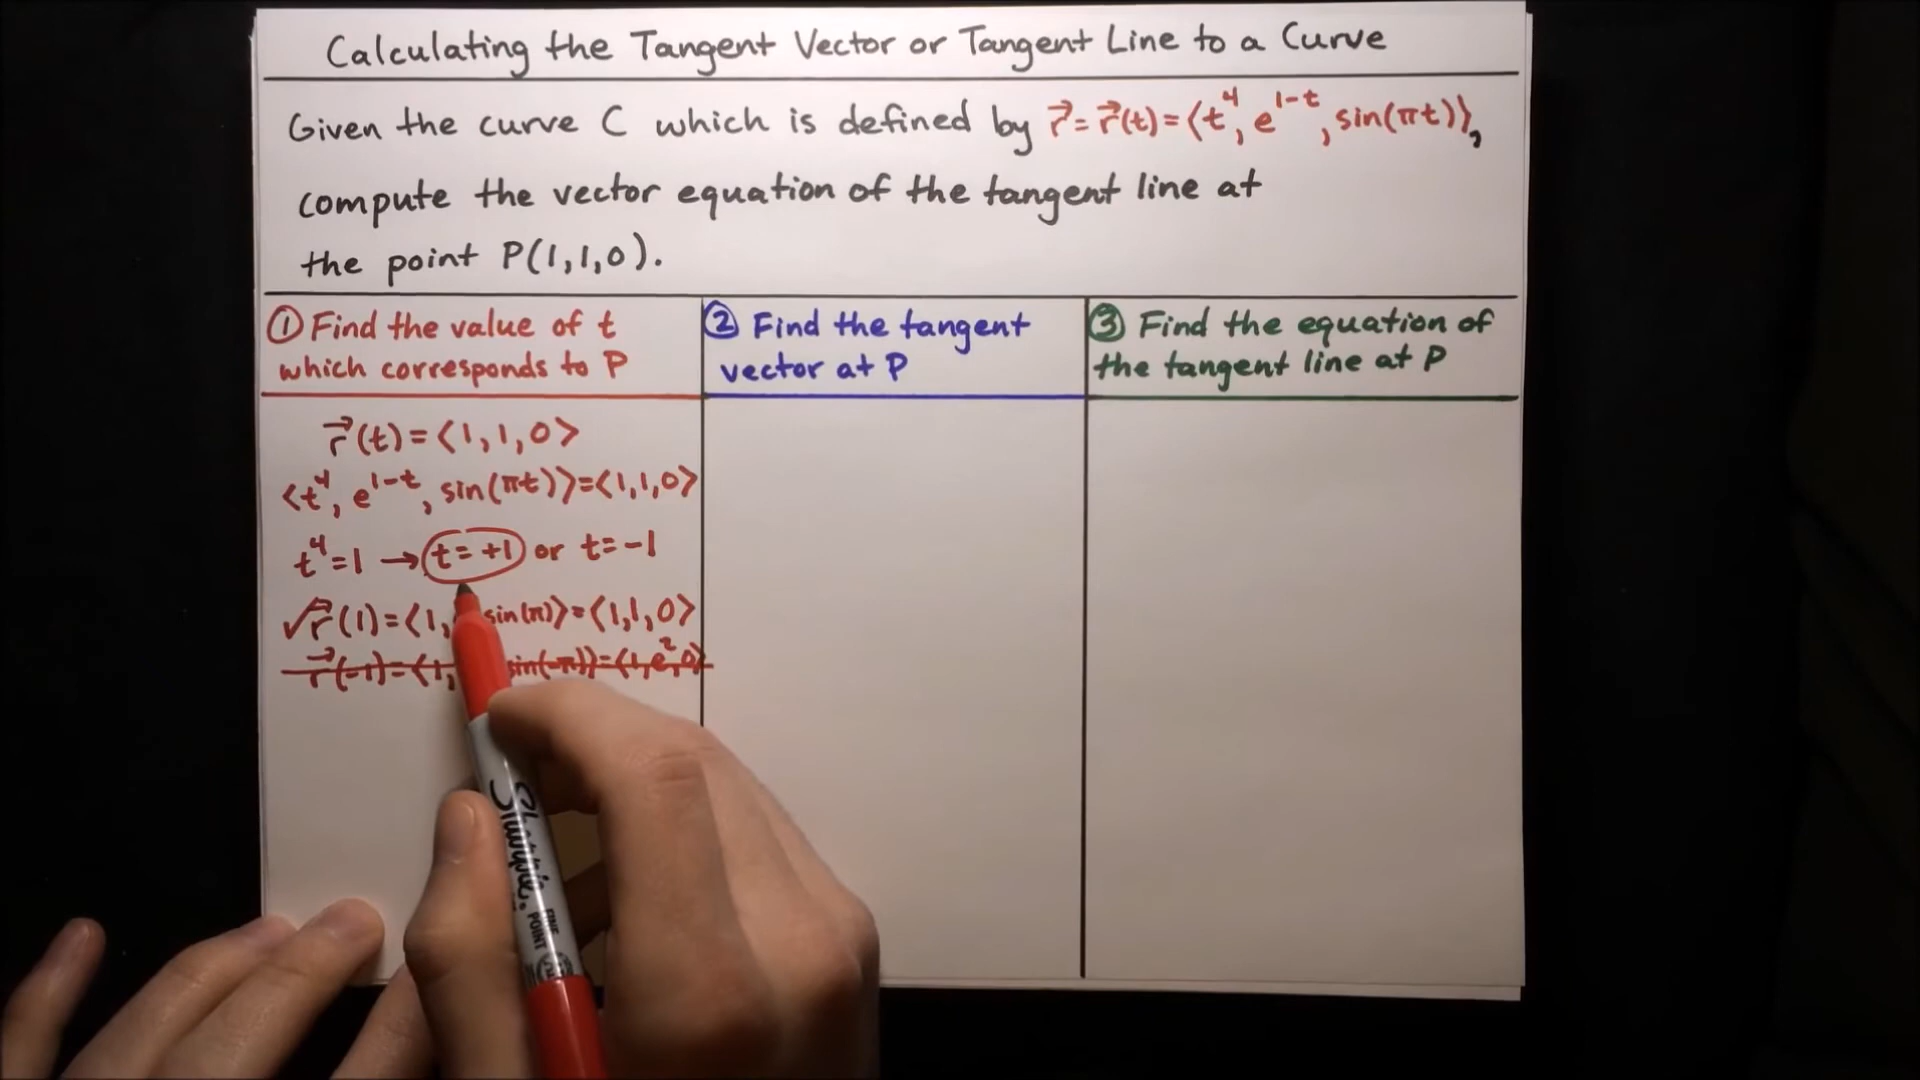 Calculating the Tangent Vector or Tangent Line to a Curve
Given the curve C which is defined by r⃗ = r⃗(t) = ⟨t⁴, e¹⁻ᵗ, sin(πt)⟩,
compute the vector equation of the tangent line at
the point P(1,1,0).
① Find the value of t
which corresponds to P
r⃗(t) = ⟨1,1,0⟩
⟨t⁴, e¹⁻ᵗ, sin(πt)⟩=⟨1,1,0⟩
t⁴=1 → t=+1 or t=-1
✓r⃗(1)=⟨1, sin(π)⟩=⟨1,1,0⟩
r⃗(-1)=⟨1, sin(-π)⟩=⟨1,e²,0⟩
② Find the tangent
vector at P
③ Find the equation of
the tangent line at P
Sharpie.
FINE
POINT